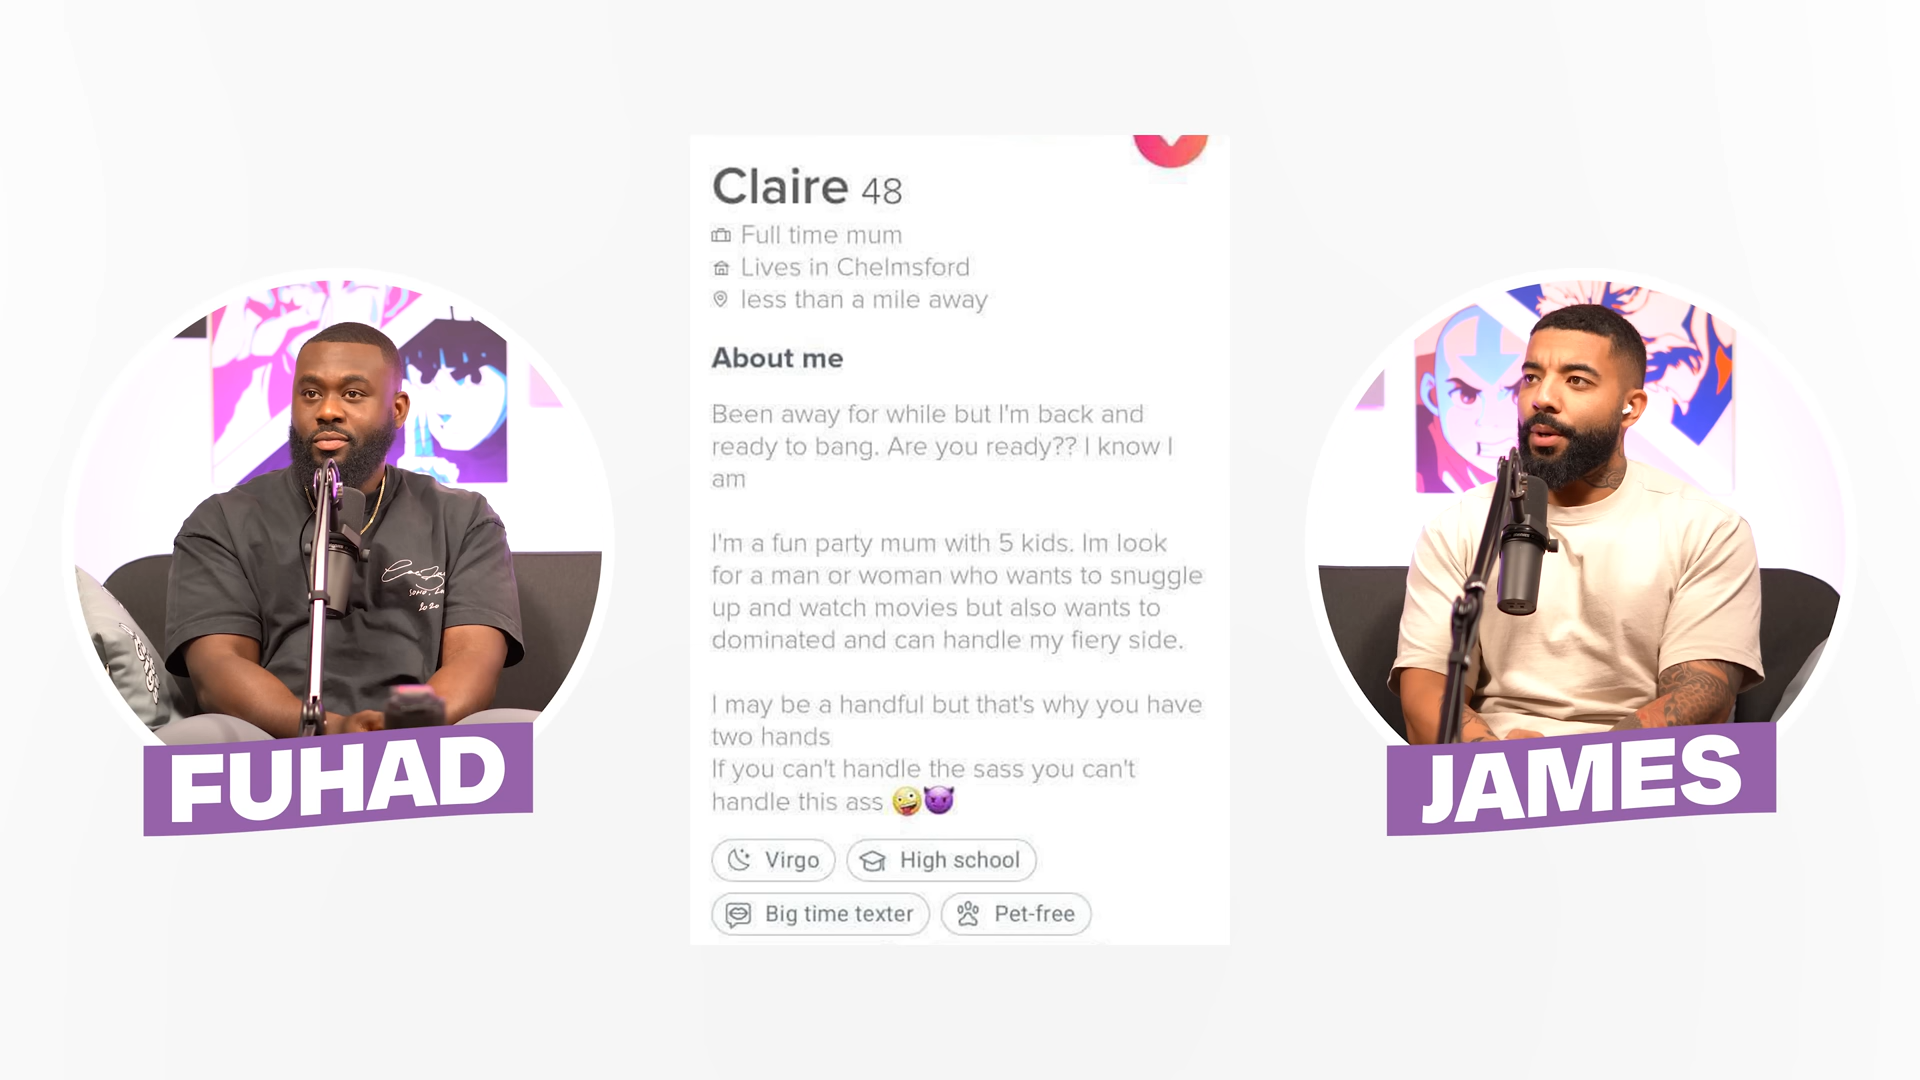 Claire 48
Full time mum
Lives in Chelmsford
less than a mile away
About me
Been away for while but I'm back and
ready to bang. Are you ready?? I know I
am
I'm a fun party mum with 5 kids. Im look
for a man or woman who wants to snuggle
up and watch movies but also wants to
dominated and can handle my fiery side.
I may be a handful but that's why you have
two hands
If you can't handle the sass you can't
handle this ass 🤪😈
Virgo
High school
Big time texter
Pet-free
FUHAD
JAMES